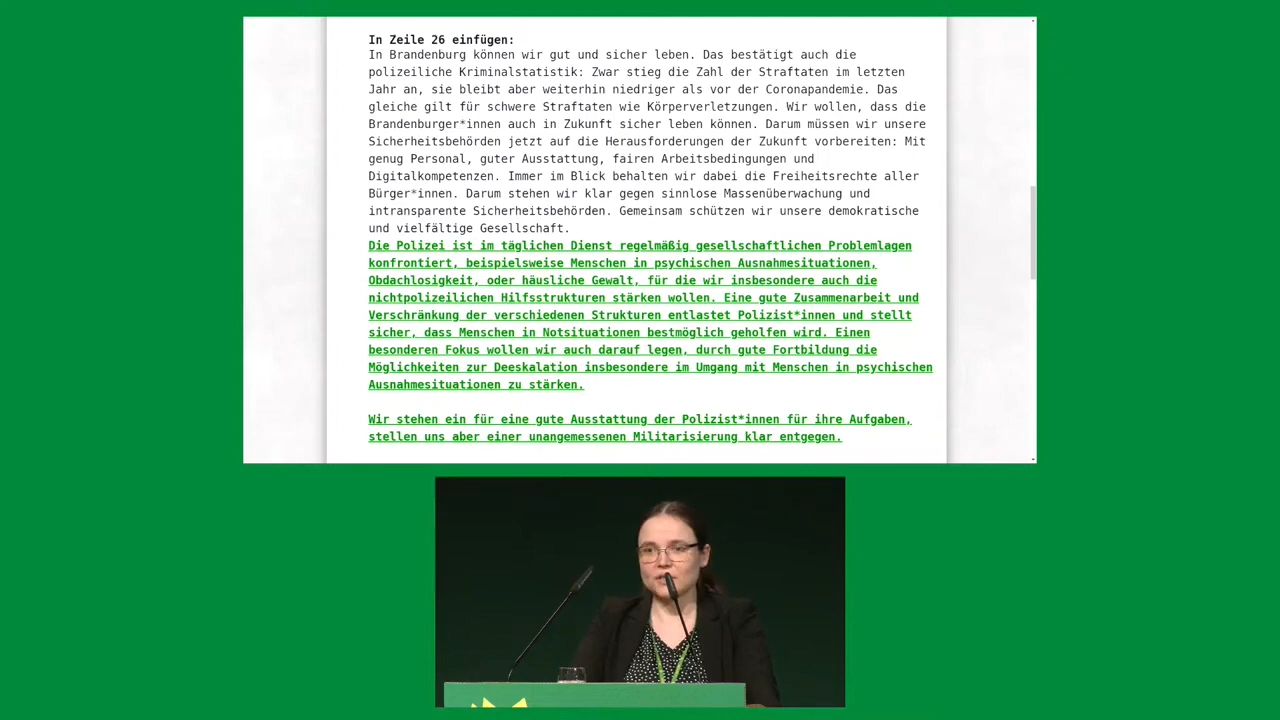 In Zeile 26 einfügen:
In Brandenburg können wir gut und sicher leben. Das bestätigt auch die
polizeiliche Kriminalstatistik: Zwar stieg die Zahl der Straftaten im letzten
Jahr an, sie bleibt aber weiterhin niedriger als vor der Coronapandemie. Das
gleiche gilt für schwere Straftaten wie Körperverletzungen. Wir wollen, dass die
Brandenburger*innen auch in Zukunft sicher leben können. Darum müssen wir unsere
Sicherheitsbehörden jetzt auf die Herausforderungen der Zukunft vorbereiten: Mit
genug Personal, guter Ausstattung, fairen Arbeitsbedingungen und
Digitalkompetenzen. Immer im Blick behalten wir dabei die Freiheitsrechte aller
Bürger*innen. Darum stehen wir klar gegen sinnlose Massenüberwachung und
intransparente Sicherheitsbehörden. Gemeinsam schützen wir unsere demokratische
und vielfältige Gesellschaft.
Die Polizei ist im täglichen Dienst regelmäßig gesellschaftlichen Problemlagen
konfrontiert, beispielsweise Menschen in psychischen Ausnahmesituationen,
Obdachlosigkeit, oder häusliche Gewalt, für die wir insbesondere auch die
nichtpolizeilichen Hilfsstrukturen stärken wollen. Eine gute Zusammenarbeit und
Verschränkung der verschiedenen Strukturen entlastet Polizist*innen und stellt
sicher, dass Menschen in Notsituationen bestmöglich geholfen wird. Einen
besonderen Fokus wollen wir auch darauf legen, durch gute Fortbildung die
Möglichkeiten zur Deeskalation insbesondere im Umgang mit Menschen in psychischen
Ausnahmesituationen zu stärken.
Wir stehen ein für eine gute Ausstattung der Polizist*innen für ihre Aufgaben,
stellen uns aber einer unangemessenen Militarisierung klar entgegen.